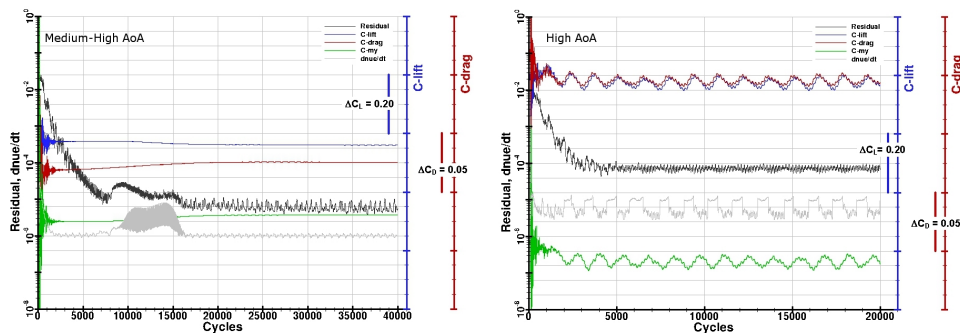 Medium-High AoA
Residual
C-lift
C-drag
C-my
dnue/dt
10^0
10^-2
10^-4
10^-6
10^-8
Residual, dnue/dt
0
5000
10000
15000
20000
25000
30000
35000
40000
Cycles
ΔC_L = 0.20
C-lift
ΔC_D = 0.05
C-drag
High AoA
Residual
C-lift
C-drag
C-my
dnue/dt
10^0
10^-2
10^-4
10^-6
10^-8
Residual, dnue/dt
0
5000
10000
15000
20000
Cycles
ΔC_L = 0.20
C-lift
ΔC_D = 0.05
C-drag